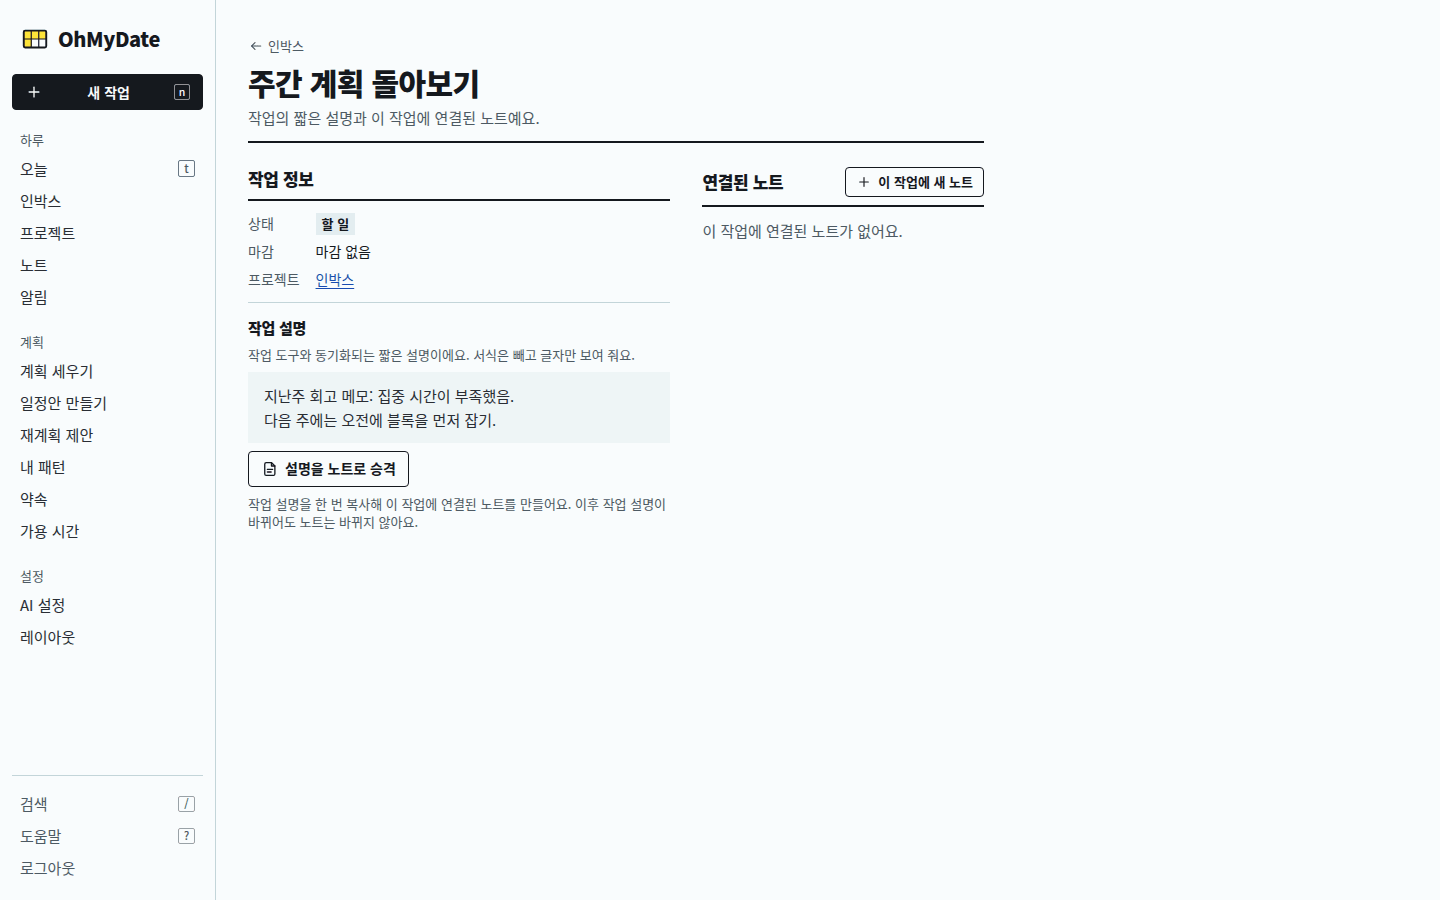 OhMyDate
새 작업 n
하루
오늘 t
인박스
프로젝트
노트
알림
계획
계획 세우기
일정안 만들기
재계획 제안
내 패턴
약속
가용 시간
설정
AI 설정
레이아웃
검색 /
도움말 ?
로그아웃
← 인박스
주간 계획 돌아보기
작업의 짧은 설명과 이 작업에 연결된 노트예요.
작업 정보
상태 할 일
마감 마감 없음
프로젝트 인박스
작업 설명
작업 도구와 동기화되는 짧은 설명이에요. 서식은 빼고 글자만 보여 줘요.
지난주 회고 메모: 집중 시간이 부족했음.
다음 주에는 오전에 블록을 먼저 잡기.
설명을 노트로 승격
작업 설명을 한 번 복사해 이 작업에 연결된 노트를 만들어요. 이후 작업 설명이
바뀌어도 노트는 바뀌지 않아요.
연결된 노트
이 작업에 새 노트
이 작업에 연결된 노트가 없어요.